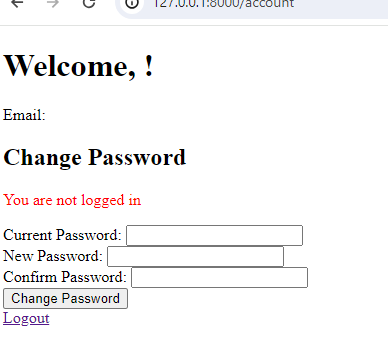 127.0.0.1:8000/account
Welcome, !
Email:
Change Password
You are not logged in
Current Password:
New Password:
Confirm Password:
Change Password
Logout